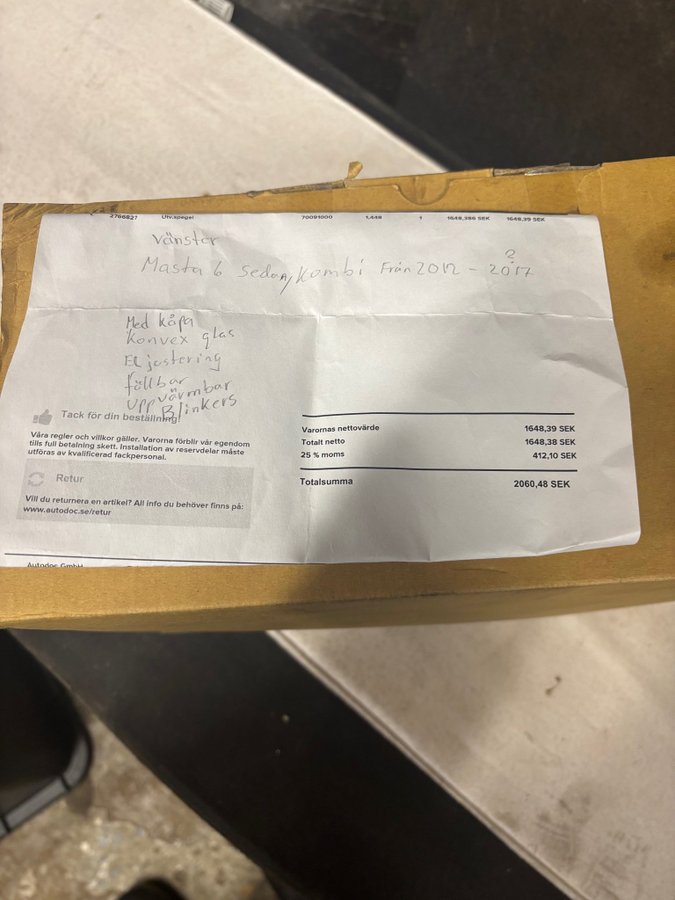 2766827 Utv.spegel 70091000 1,448 1 1648,386 SEK 1648,39 SEK
vänster
Masta 6 Sedan/Kombi Från 2012 - 2017
?
Med kåpa
Konvex glas
EL justering
fällbar
uppvärmbar
Blinkers
Tack för din beställning!
Våra regler och villkor gäller. Varorna förblir vår egendom
tills full betalning skett. Installation av reservdelar måste
utföras av kvalificerad fackpersonal.
Retur
Vill du returnera en artikel? All info du behöver finns på:
www.autodoc.se/retur
Varornas nettovärde 1648,39 SEK
Totalt netto 1648,38 SEK
25 % moms 412,10 SEK
Totalsumma 2060,48 SEK
Autodoc GmbH